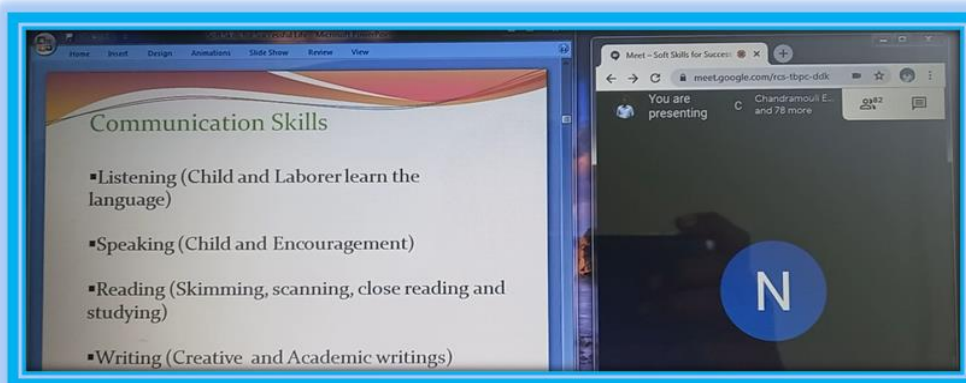 Home Insert Design Animations Slide Show Review View
Communication Skills
▪Listening (Child and Laborer learn the
language)
▪Speaking (Child and Encouragement)
▪Reading (Skimming, scanning, close reading and
studying)
▪Writing (Creative and Academic writings)
Meet – Soft Skills for Success
meet.google.com/rcs-tbpc-ddk
You are
presenting
C
Chandramouli E...
and 78 more
82
N